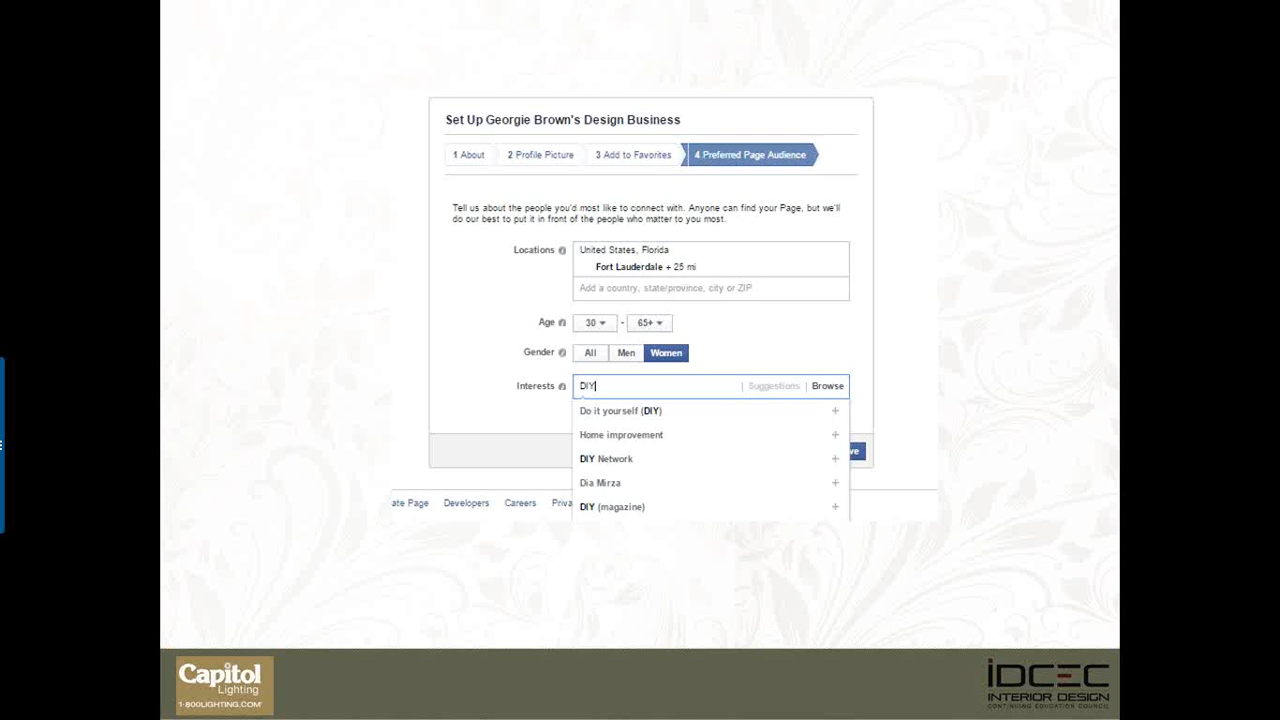 Set Up Georgie Brown's Design Business
1 About 2 Profile Picture 3 Add to Favorites 4 Preferred Page Audience
Tell us about the people you'd most like to connect with. Anyone can find your Page, but we'll
do our best to put it in front of the people who matter to you most.
Locations United States, Florida
Fort Lauderdale + 25 mi
Add a country, state/province, city or ZIP
Age 30 - 65+
Gender All Men Women
Interests DIY | Suggestions | Browse
Do it yourself (DIY) +
Home improvement +
DIY Network +
ve
Dia Mirza +
ate Page Developers Careers Priva
DIY (magazine) +
Capitol
Lighting
1-800LIGHTING.COM
IDCEC
INTERIOR DESIGN
CONTINUING EDUCATION COUNCIL